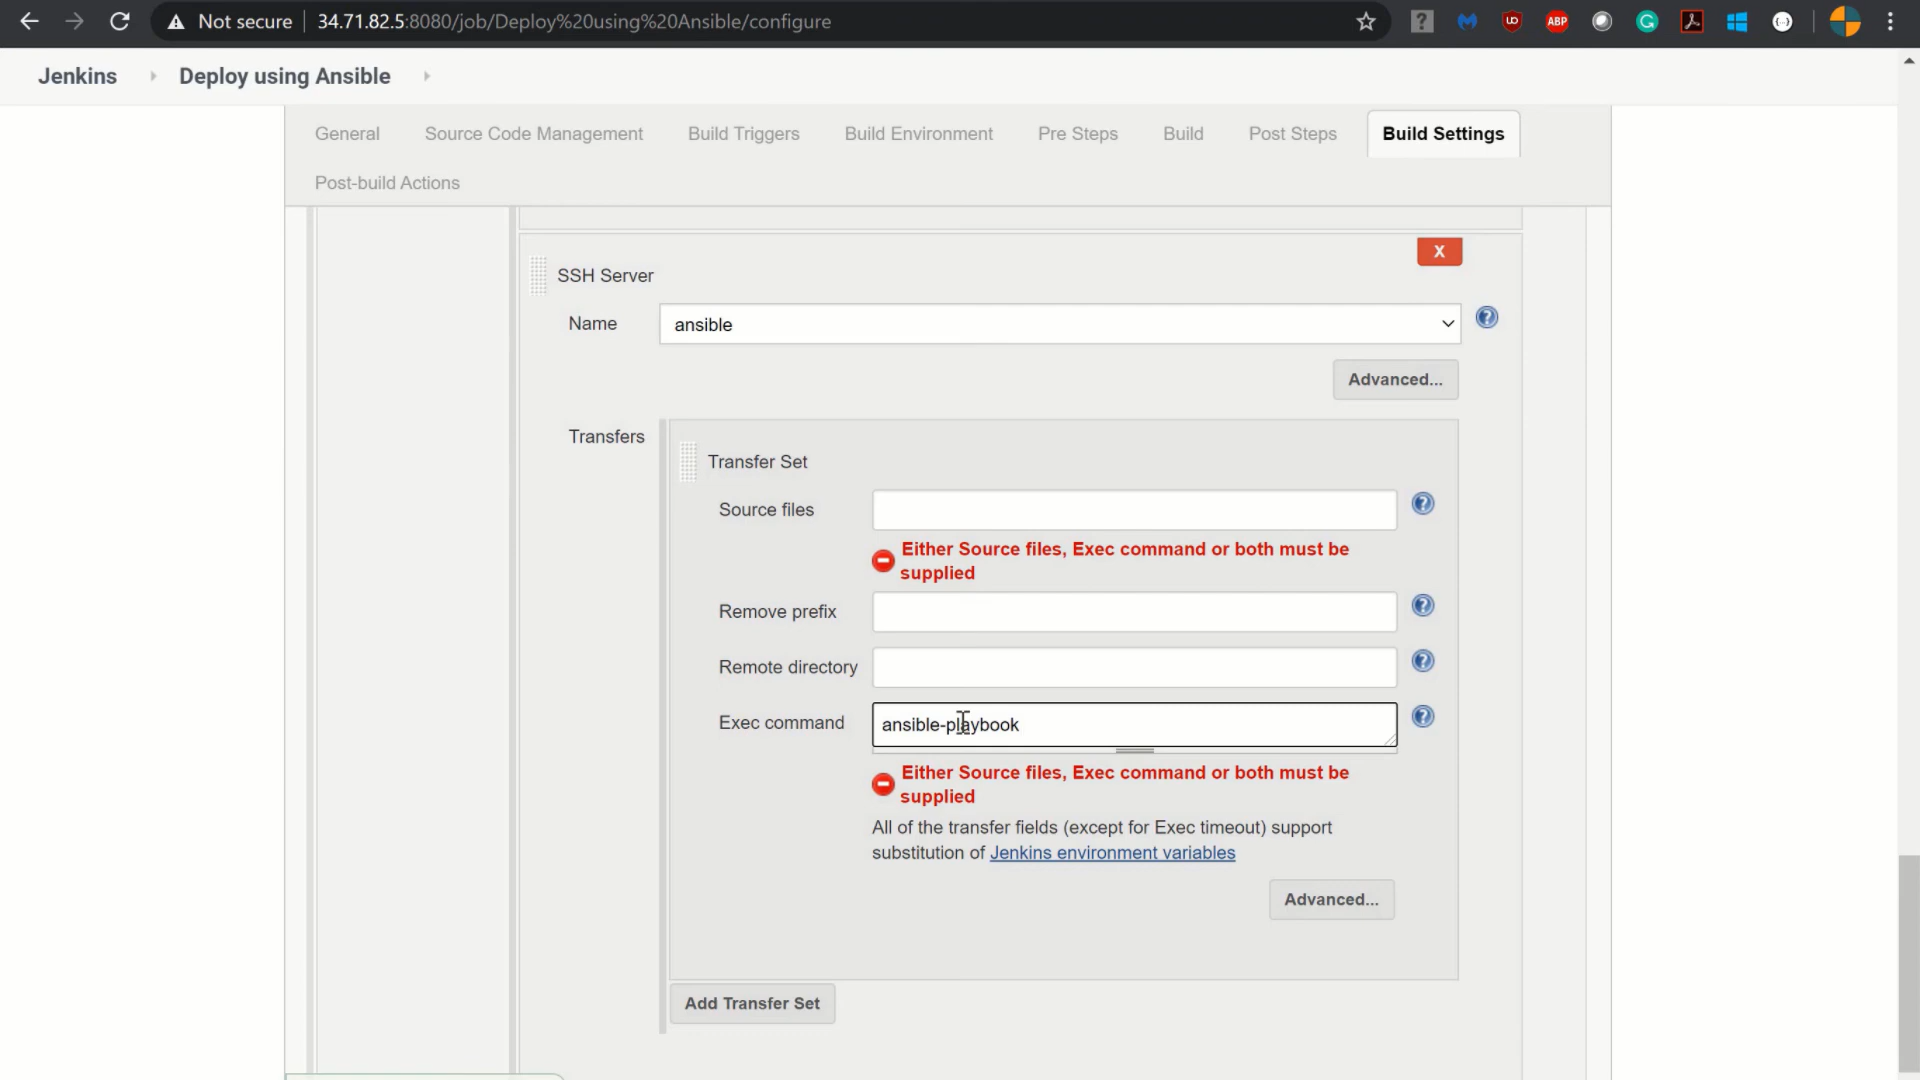 Not secure 34.71.82.5:8080/job/Deploy%20using%20Ansible/configure
? UD ABP G
Jenkins Deploy using Ansible
General Source Code Management Build Triggers Build Environment Pre Steps Build Post Steps Build Settings
Post-build Actions
X
SSH Server
Name ansible ?
Advanced...
Transfers
Transfer Set
Source files ?
Either Source files, Exec command or both must be
supplied
Remove prefix ?
Remote directory ?
Exec command ansible-playbook ?
Either Source files, Exec command or both must be
supplied
All of the transfer fields (except for Exec timeout) support
substitution of Jenkins environment variables
Advanced...
Add Transfer Set